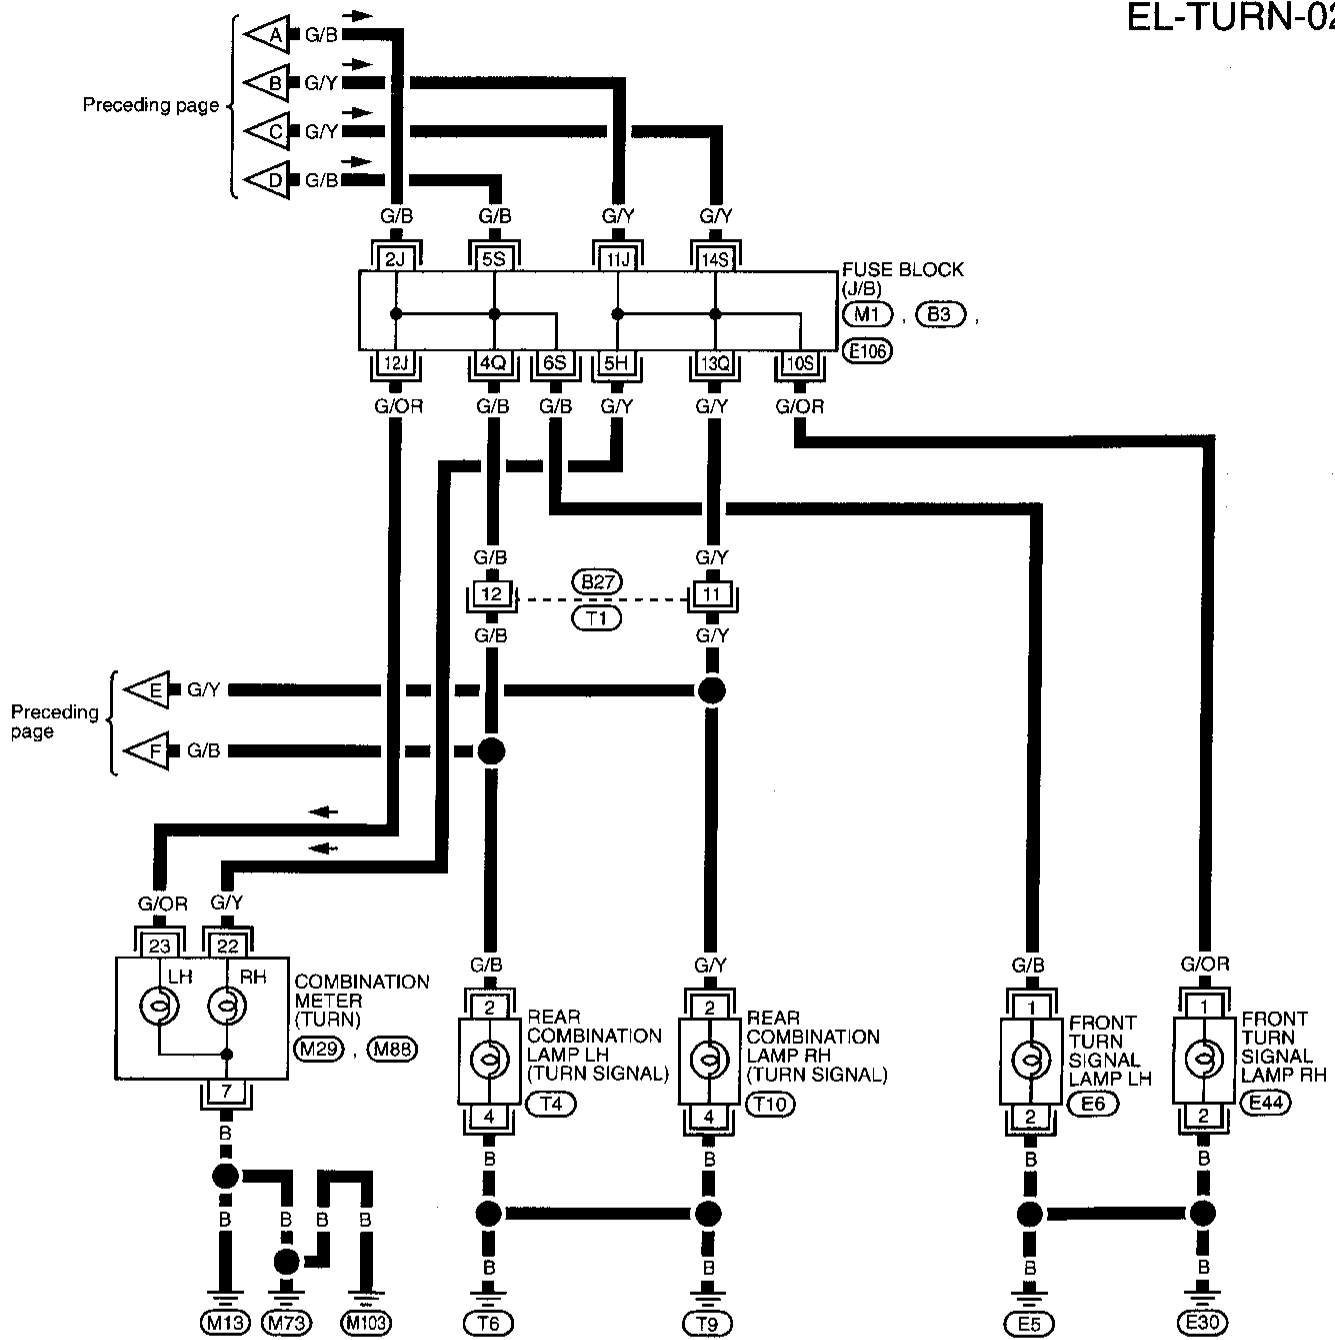 EL-TURN-02
A G/B
B G/Y
Preceding page
C G/Y
D G/B
G/B G/B G/Y G/Y
2J 5S 11J 14S
FUSE BLOCK
(J/B)
M1 , B3 ,
E106
12J 4Q 6S 5H 13Q 10S
G/OR G/B G/B G/Y G/Y G/OR
G/B G/Y
12 B27 11
T1
G/B G/Y
E G/Y
Preceding
page
F G/B
G/OR G/Y
23 22
LH RH
COMBINATION
METER
(TURN)
M29 , M88
7
G/B G/Y G/B G/OR
2 2 1 1
REAR
COMBINATION
LAMP LH
(TURN SIGNAL)
T4
REAR
COMBINATION
LAMP RH
(TURN SIGNAL)
T10
FRONT
TURN
SIGNAL
LAMP LH
E6
FRONT
TURN
SIGNAL
LAMP RH
E44
4 4 2 2
B B B B B
B B B B
B B B B
M13 M73 M103 T6 T9 E5 E30